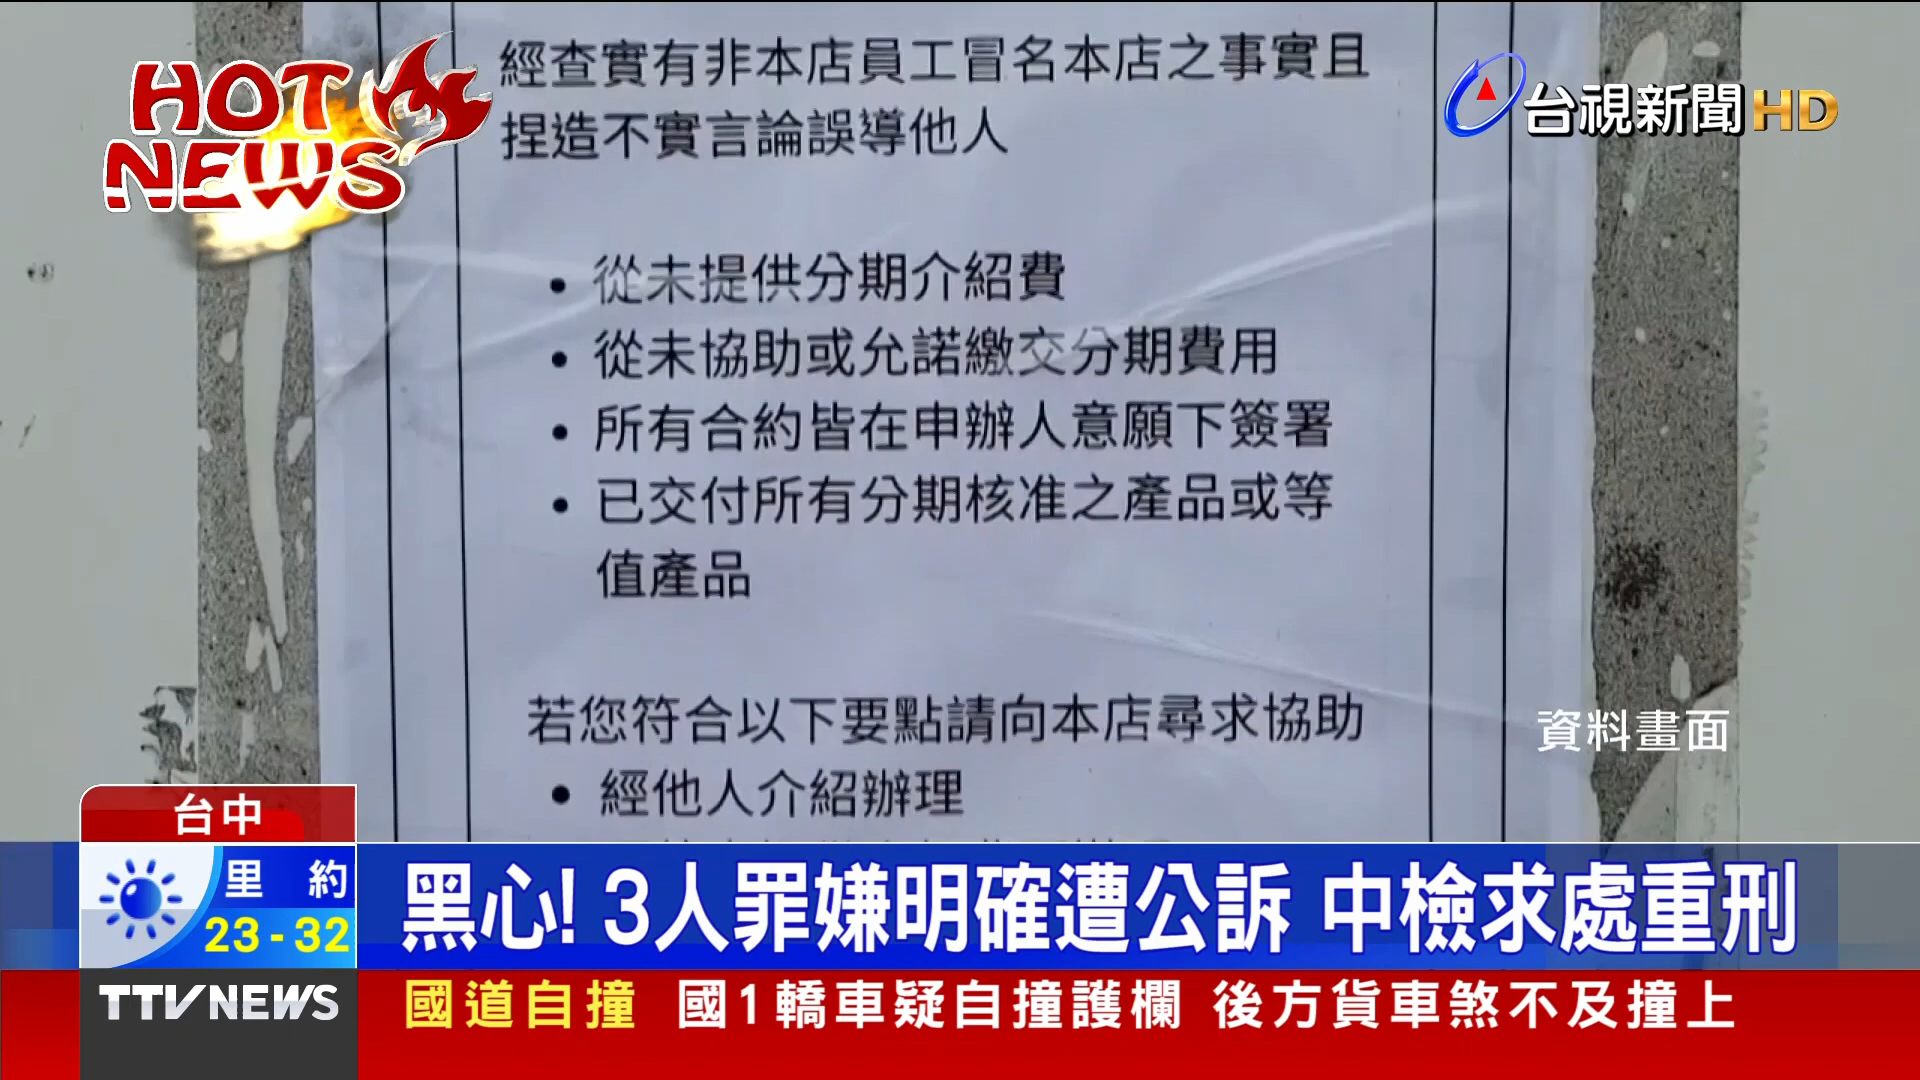 HOT
NEWS
台視新聞HD
經查實有非本店員工冒名本店之事實且
捏造不實言論誤導他人
• 從未提供分期介紹費
• 從未協助或允諾繳交分期費用
• 所有合約皆在申辦人意願下簽署
• 已交付所有分期核准之產品或等
值產品
若您符合以下要點請向本店尋求協助
• 經他人介紹辦理
資料畫面
台中
里 約
23-32
黑心! 3人罪嫌明確遭公訴 中檢求處重刑
TTV NEWS
國道自撞 國1轎車疑自撞護欄 後方貨車煞不及撞上